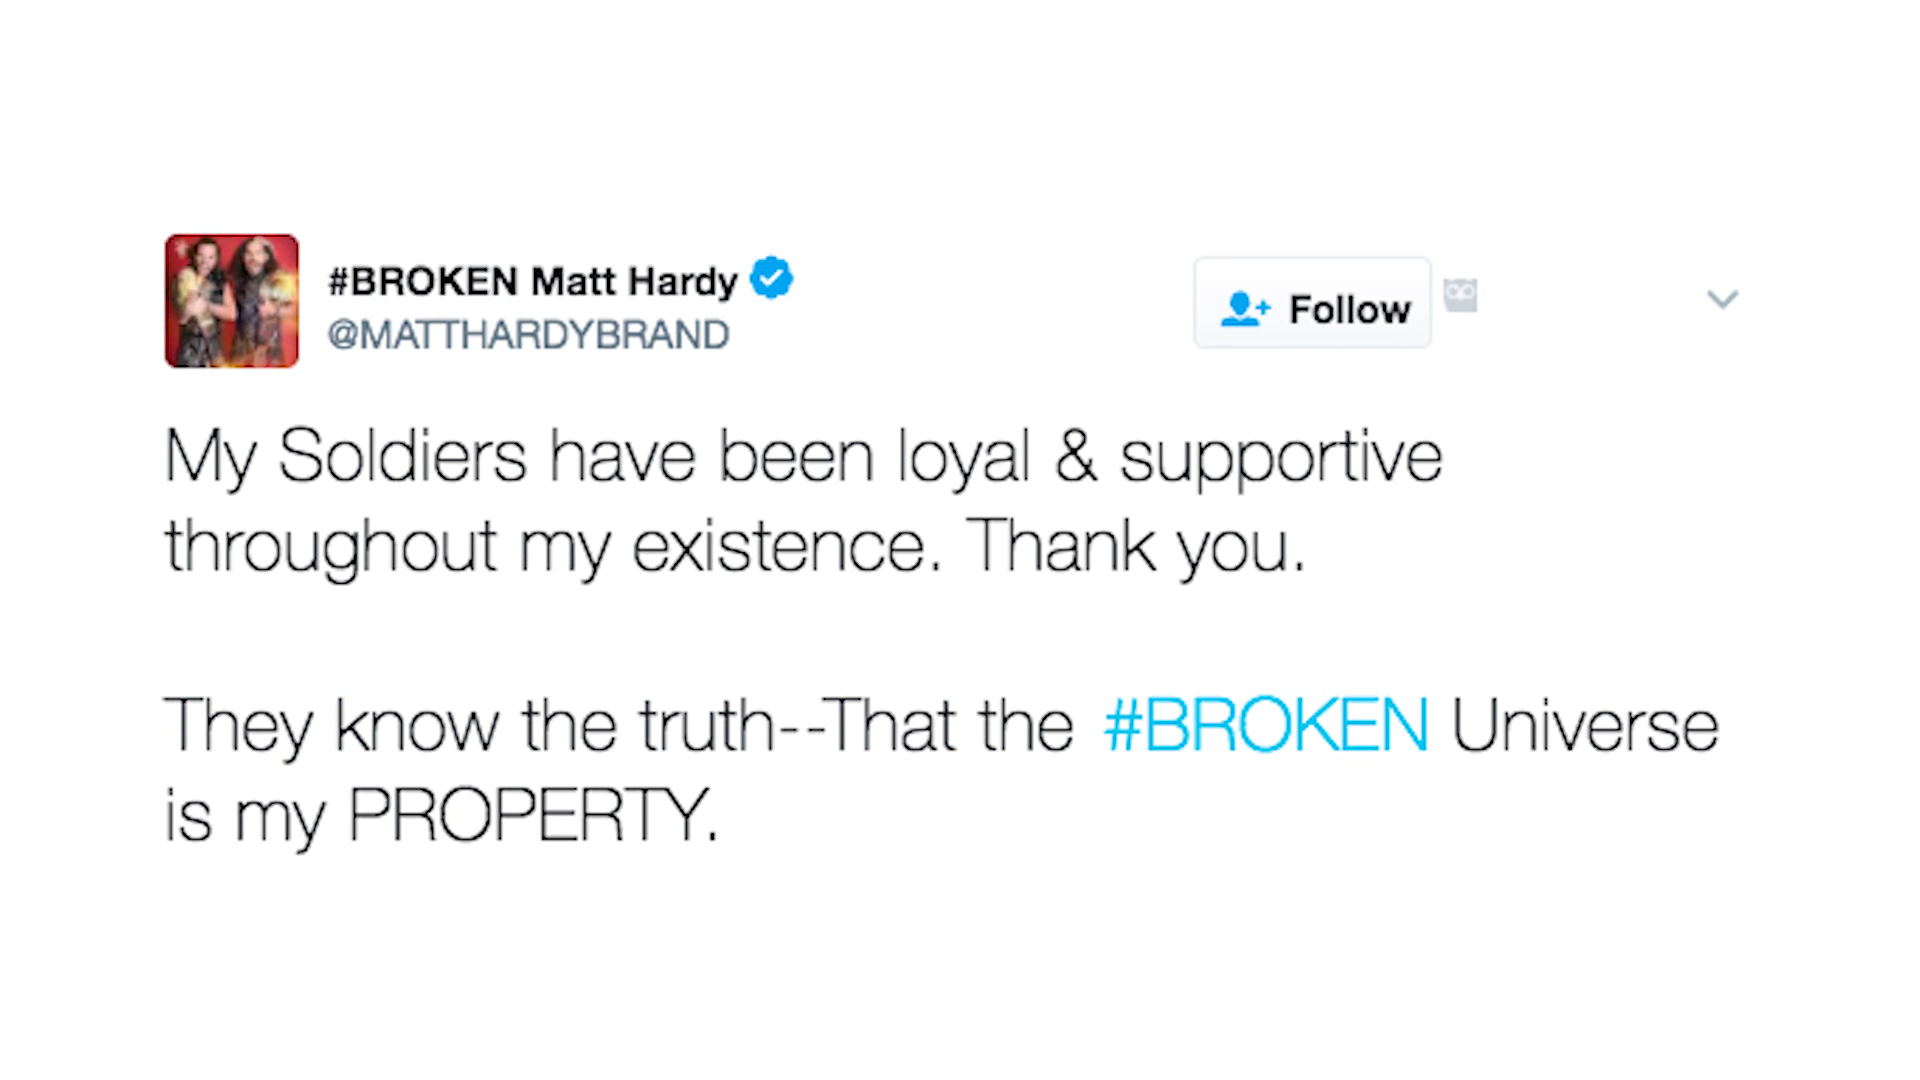 #BROKEN Matt Hardy
@MATTHARDYBRAND
Follow
My Soldiers have been loyal & supportive
throughout my existence. Thank you.
They know the truth--That the #BROKEN Universe
is my PROPERTY.